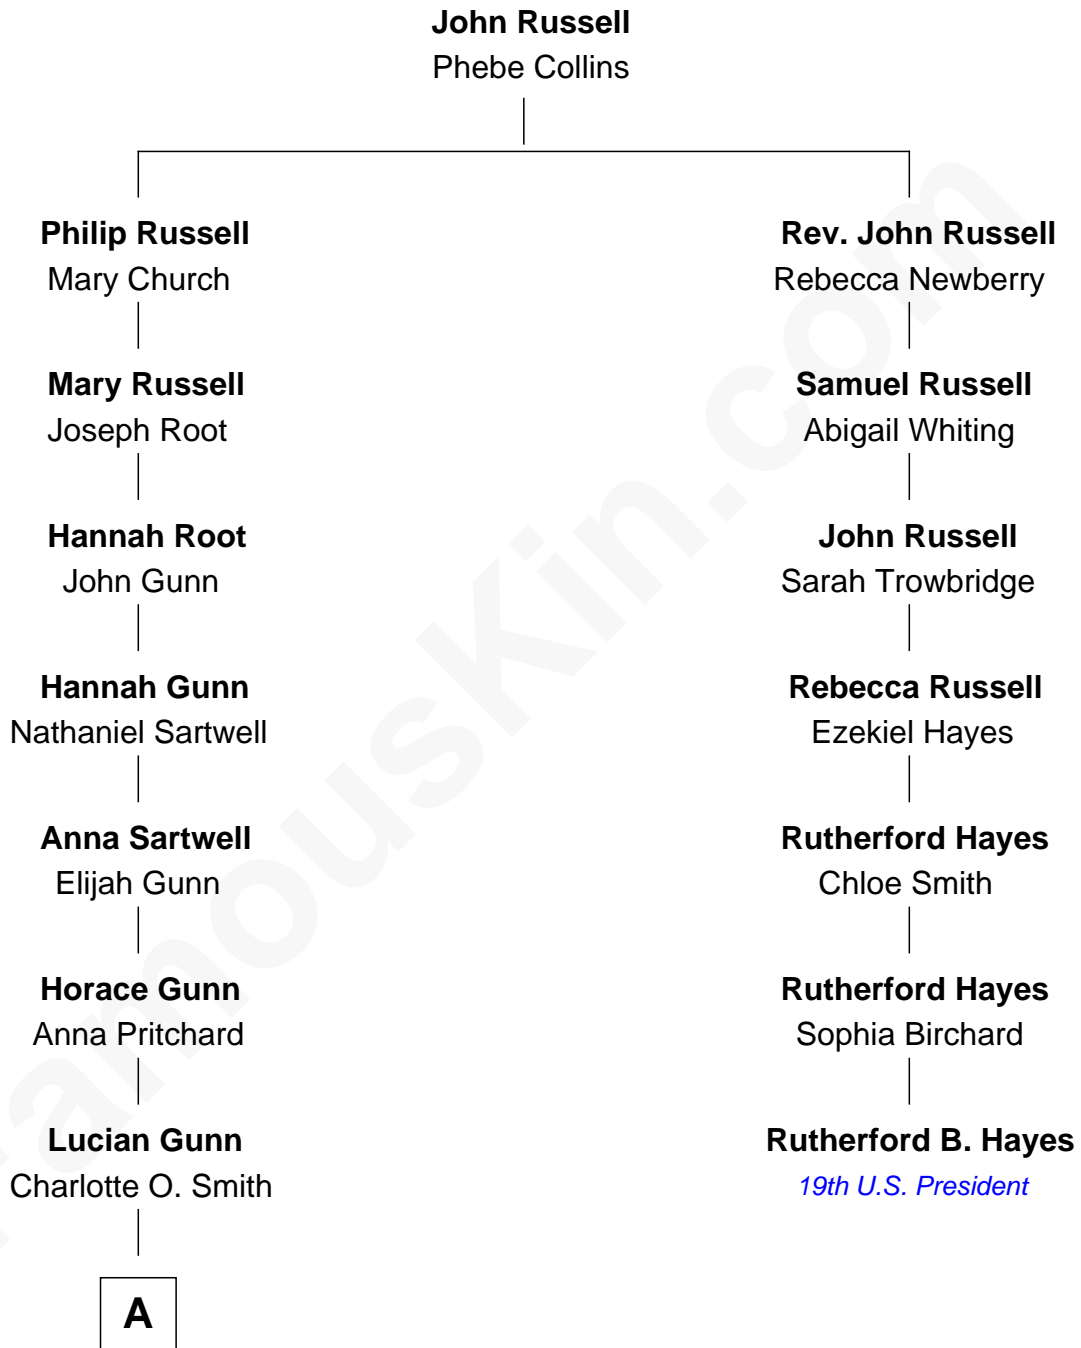 John Russell
Phebe Collins
Philip Russell
Mary Church
Mary Russell
Joseph Root
Hannah Root
John Gunn
Hannah Gunn
Nathaniel Sartwell
Anna Sartwell
Elijah Gunn
Horace Gunn
Anna Pritchard
Lucian Gunn
Charlotte O. Smith
A
Rev. John Russell
Rebecca Newberry
Samuel Russell
Abigail Whiting
John Russell
Sarah Trowbridge
Rebecca Russell
Ezekiel Hayes
Rutherford Hayes
Chloe Smith
Rutherford Hayes
Sophia Birchard
Rutherford B. Hayes
19th U.S. President
FamousKin.com